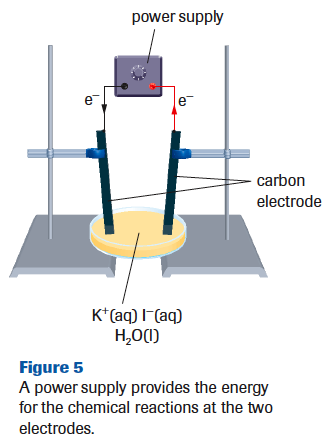 power supply
e⁻
e⁻
carbon
electrode
K⁺(aq) I⁻(aq)
H₂O(l)
Figure 5
A power supply provides the energy
for the chemical reactions at the two
electrodes.